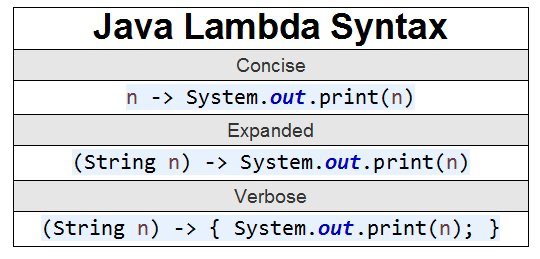 Java Lambda Syntax
Concise
n -> System.out.print(n)
Expanded
(String n) -> System.out.print(n)
Verbose
(String n) -> { System.out.print(n); }